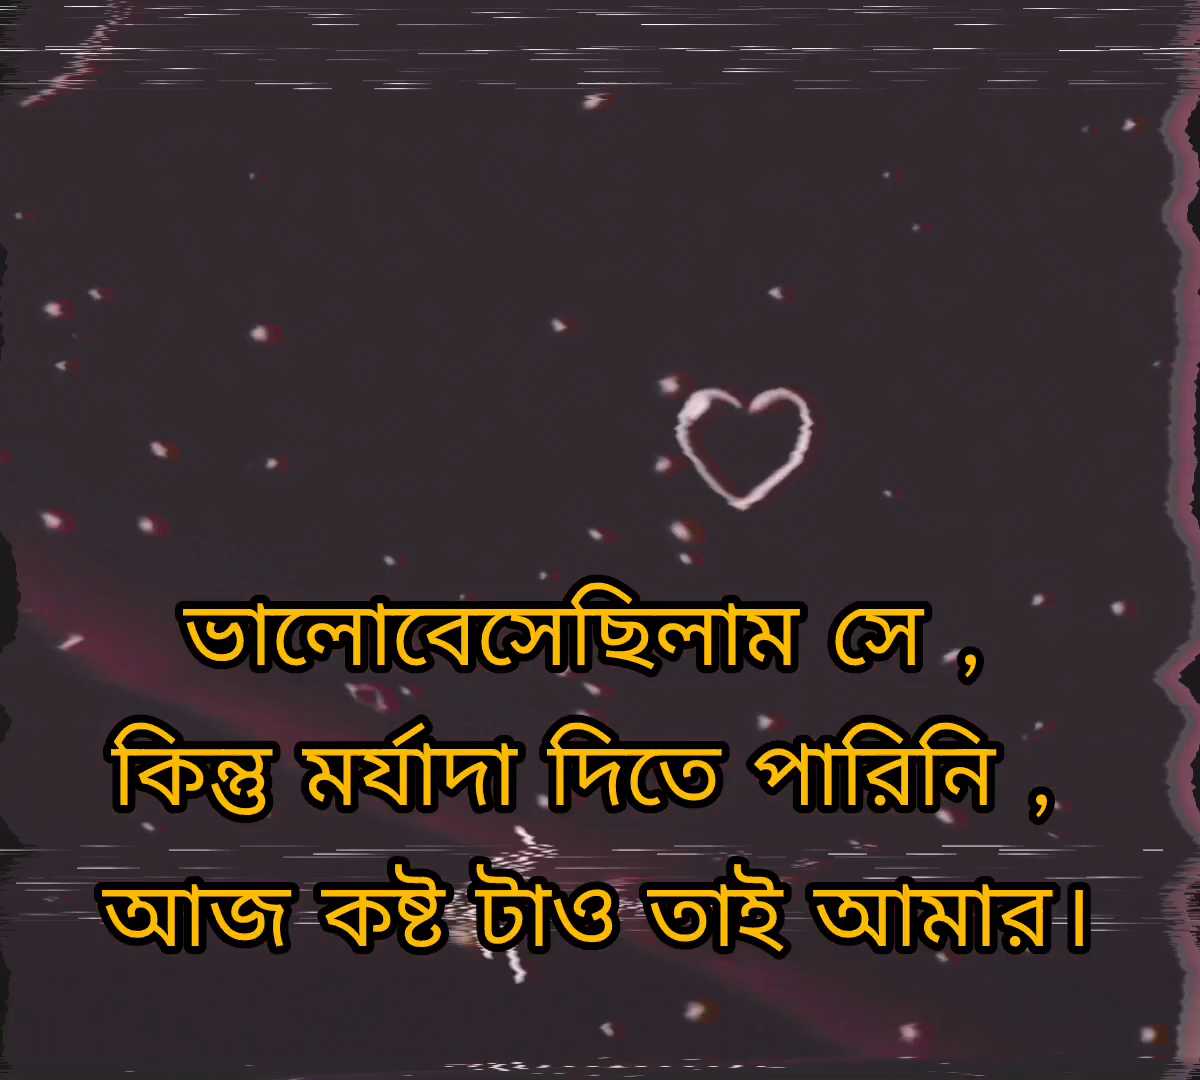 ভালোবেসেছিলাম সে ,
কিন্তু মর্যাদা দিতে পারিনি ,
আজ কষ্ট টাও তাই আমার।